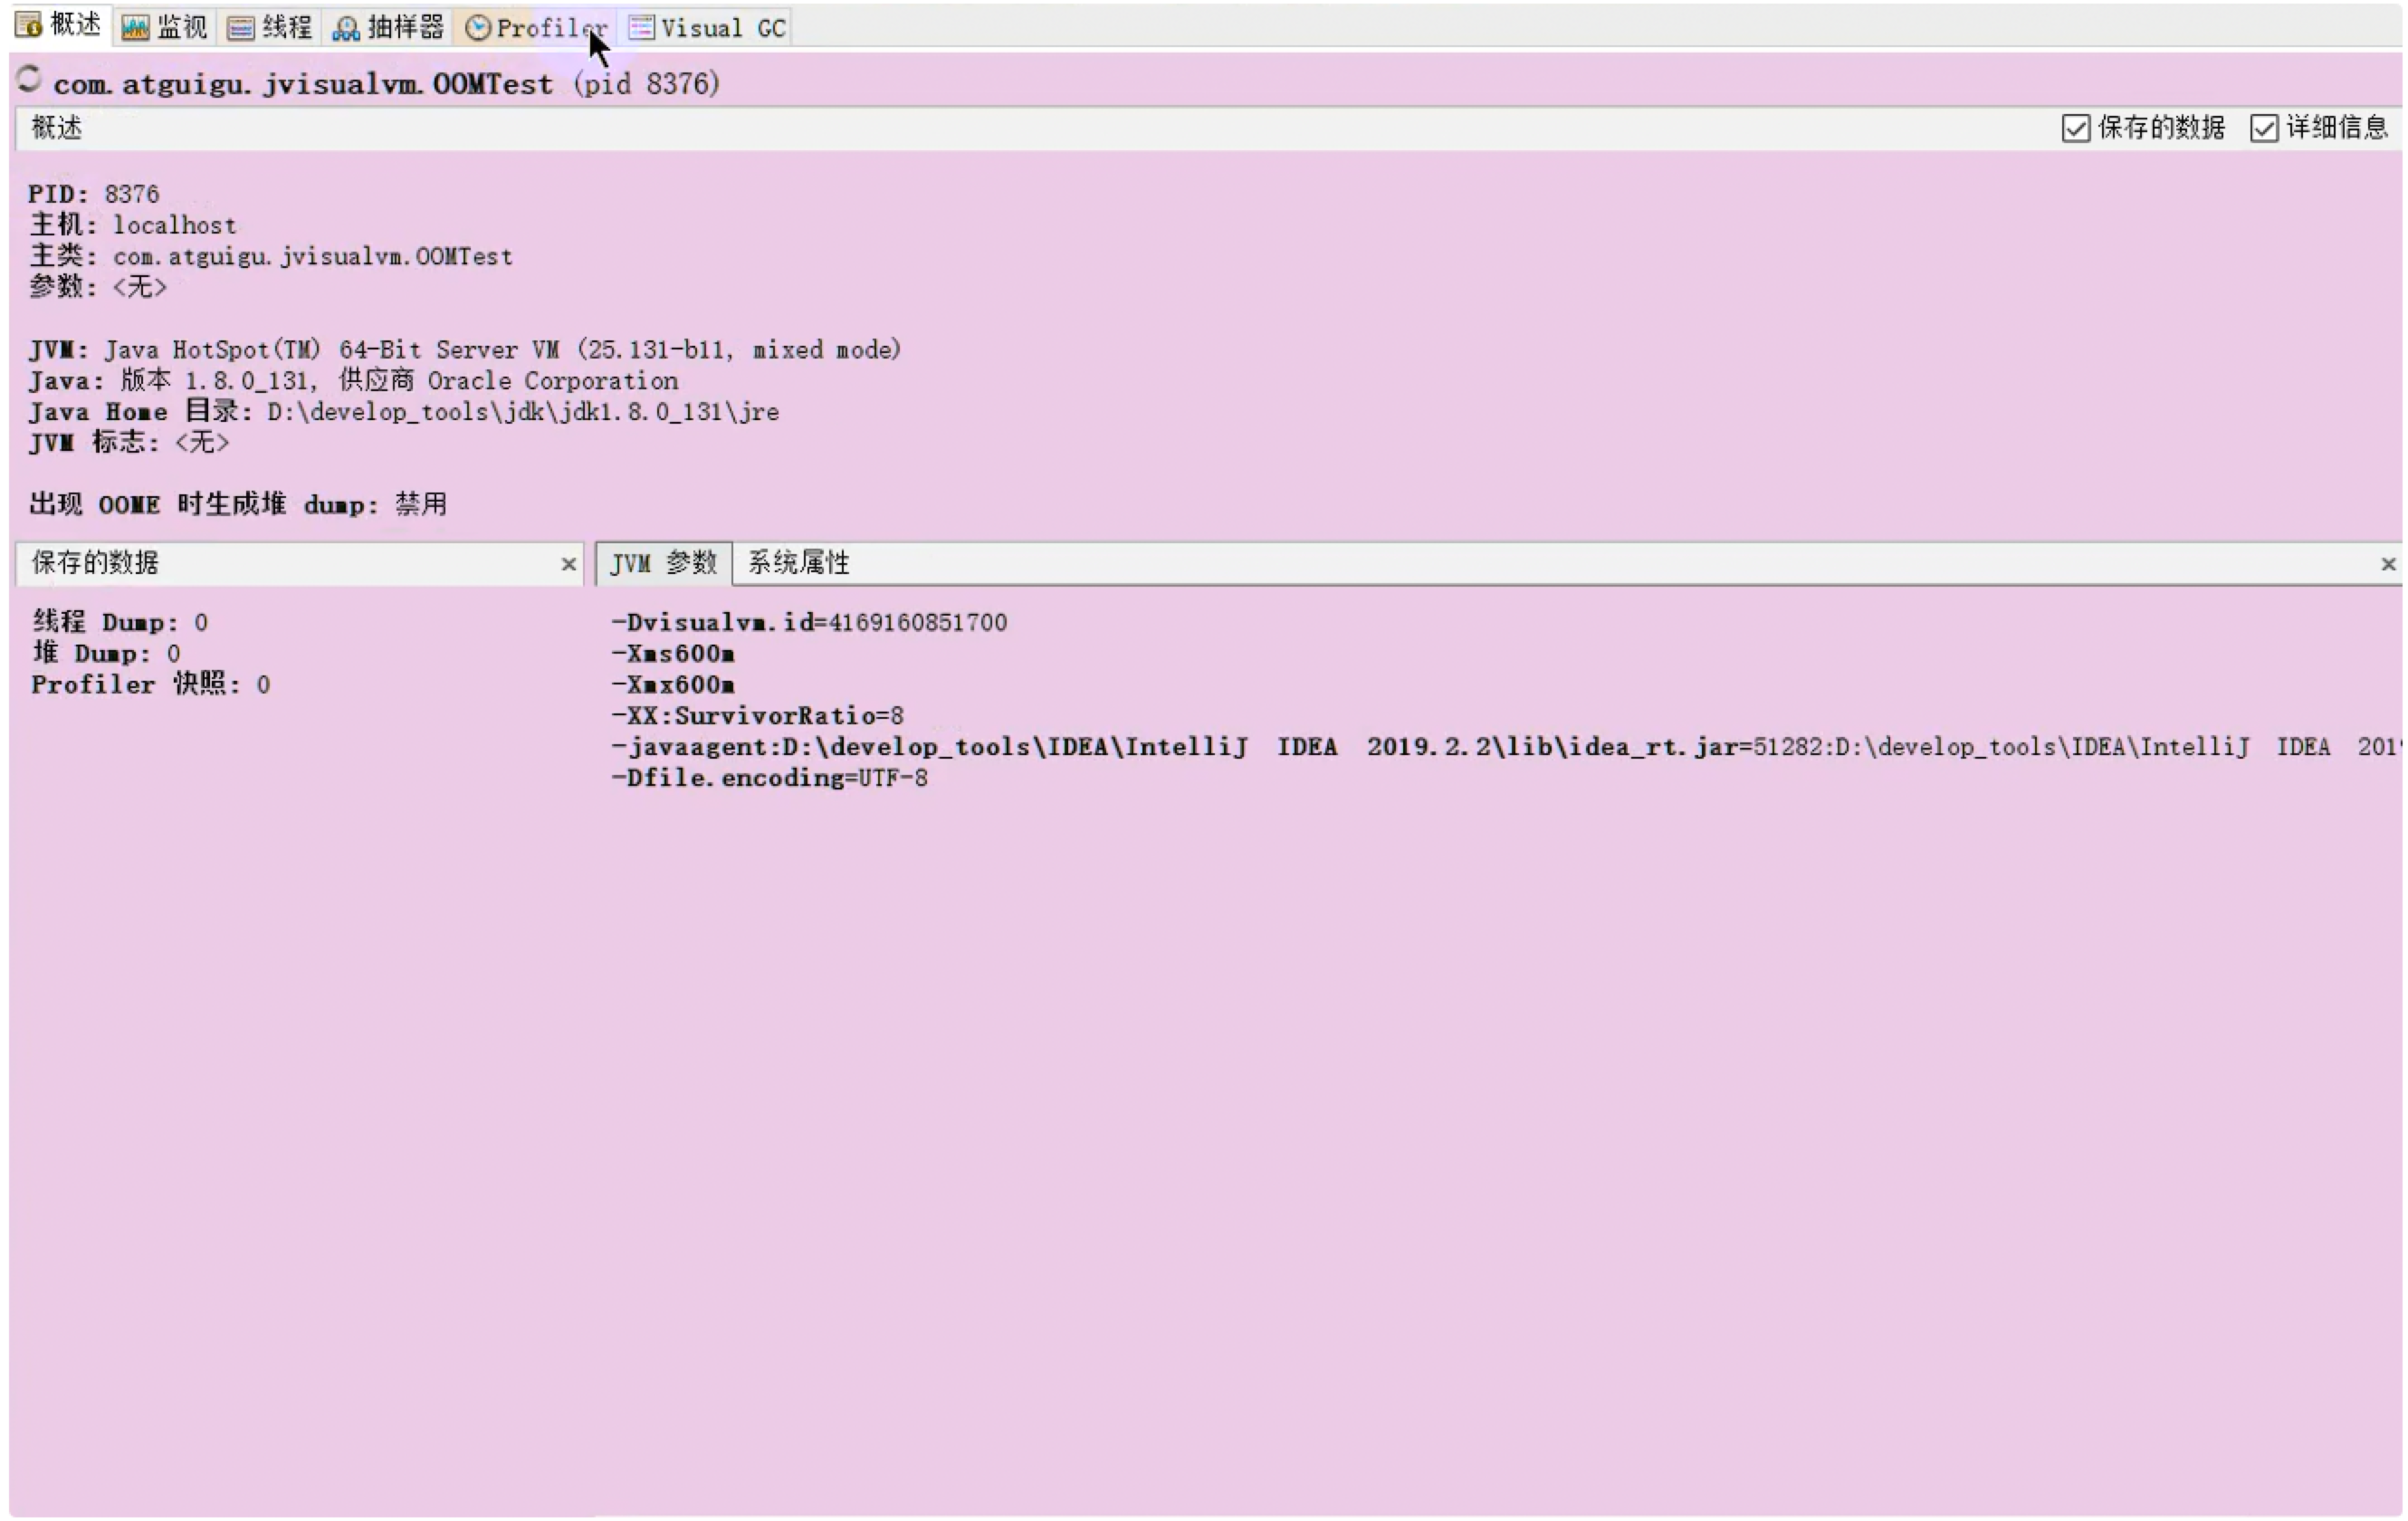 概述 监视 线程 抽样器 Profiler Visual GC
com.atguigu.jvisualvm.OOMTest (pid 8376)
概述 保存的数据 详细信息
PID: 8376
主机: localhost
主类: com.atguigu.jvisualvm.OOMTest
参数: <无>
JVM: Java HotSpot(TM) 64-Bit Server VM (25.131-b11, mixed mode)
Java: 版本 1.8.0_131, 供应商 Oracle Corporation
Java Home 目录: D:\develop_tools\jdk\jdk1.8.0_131\jre
JVM 标志: <无>
出现 OOME 时生成堆 dump: 禁用
保存的数据
线程 Dump: 0
堆 Dump: 0
Profiler 快照: 0
JVM 参数 系统属性
-Dvisualvm.id=4169160851700
-Xms600m
-Xmx600m
-XX:SurvivorRatio=8
-javaagent:D:\develop_tools\IDEA\IntelliJ IDEA 2019.2.2\lib\idea_rt.jar=51282:D:\develop_tools\IDEA\IntelliJ IDEA 201
-Dfile.encoding=UTF-8